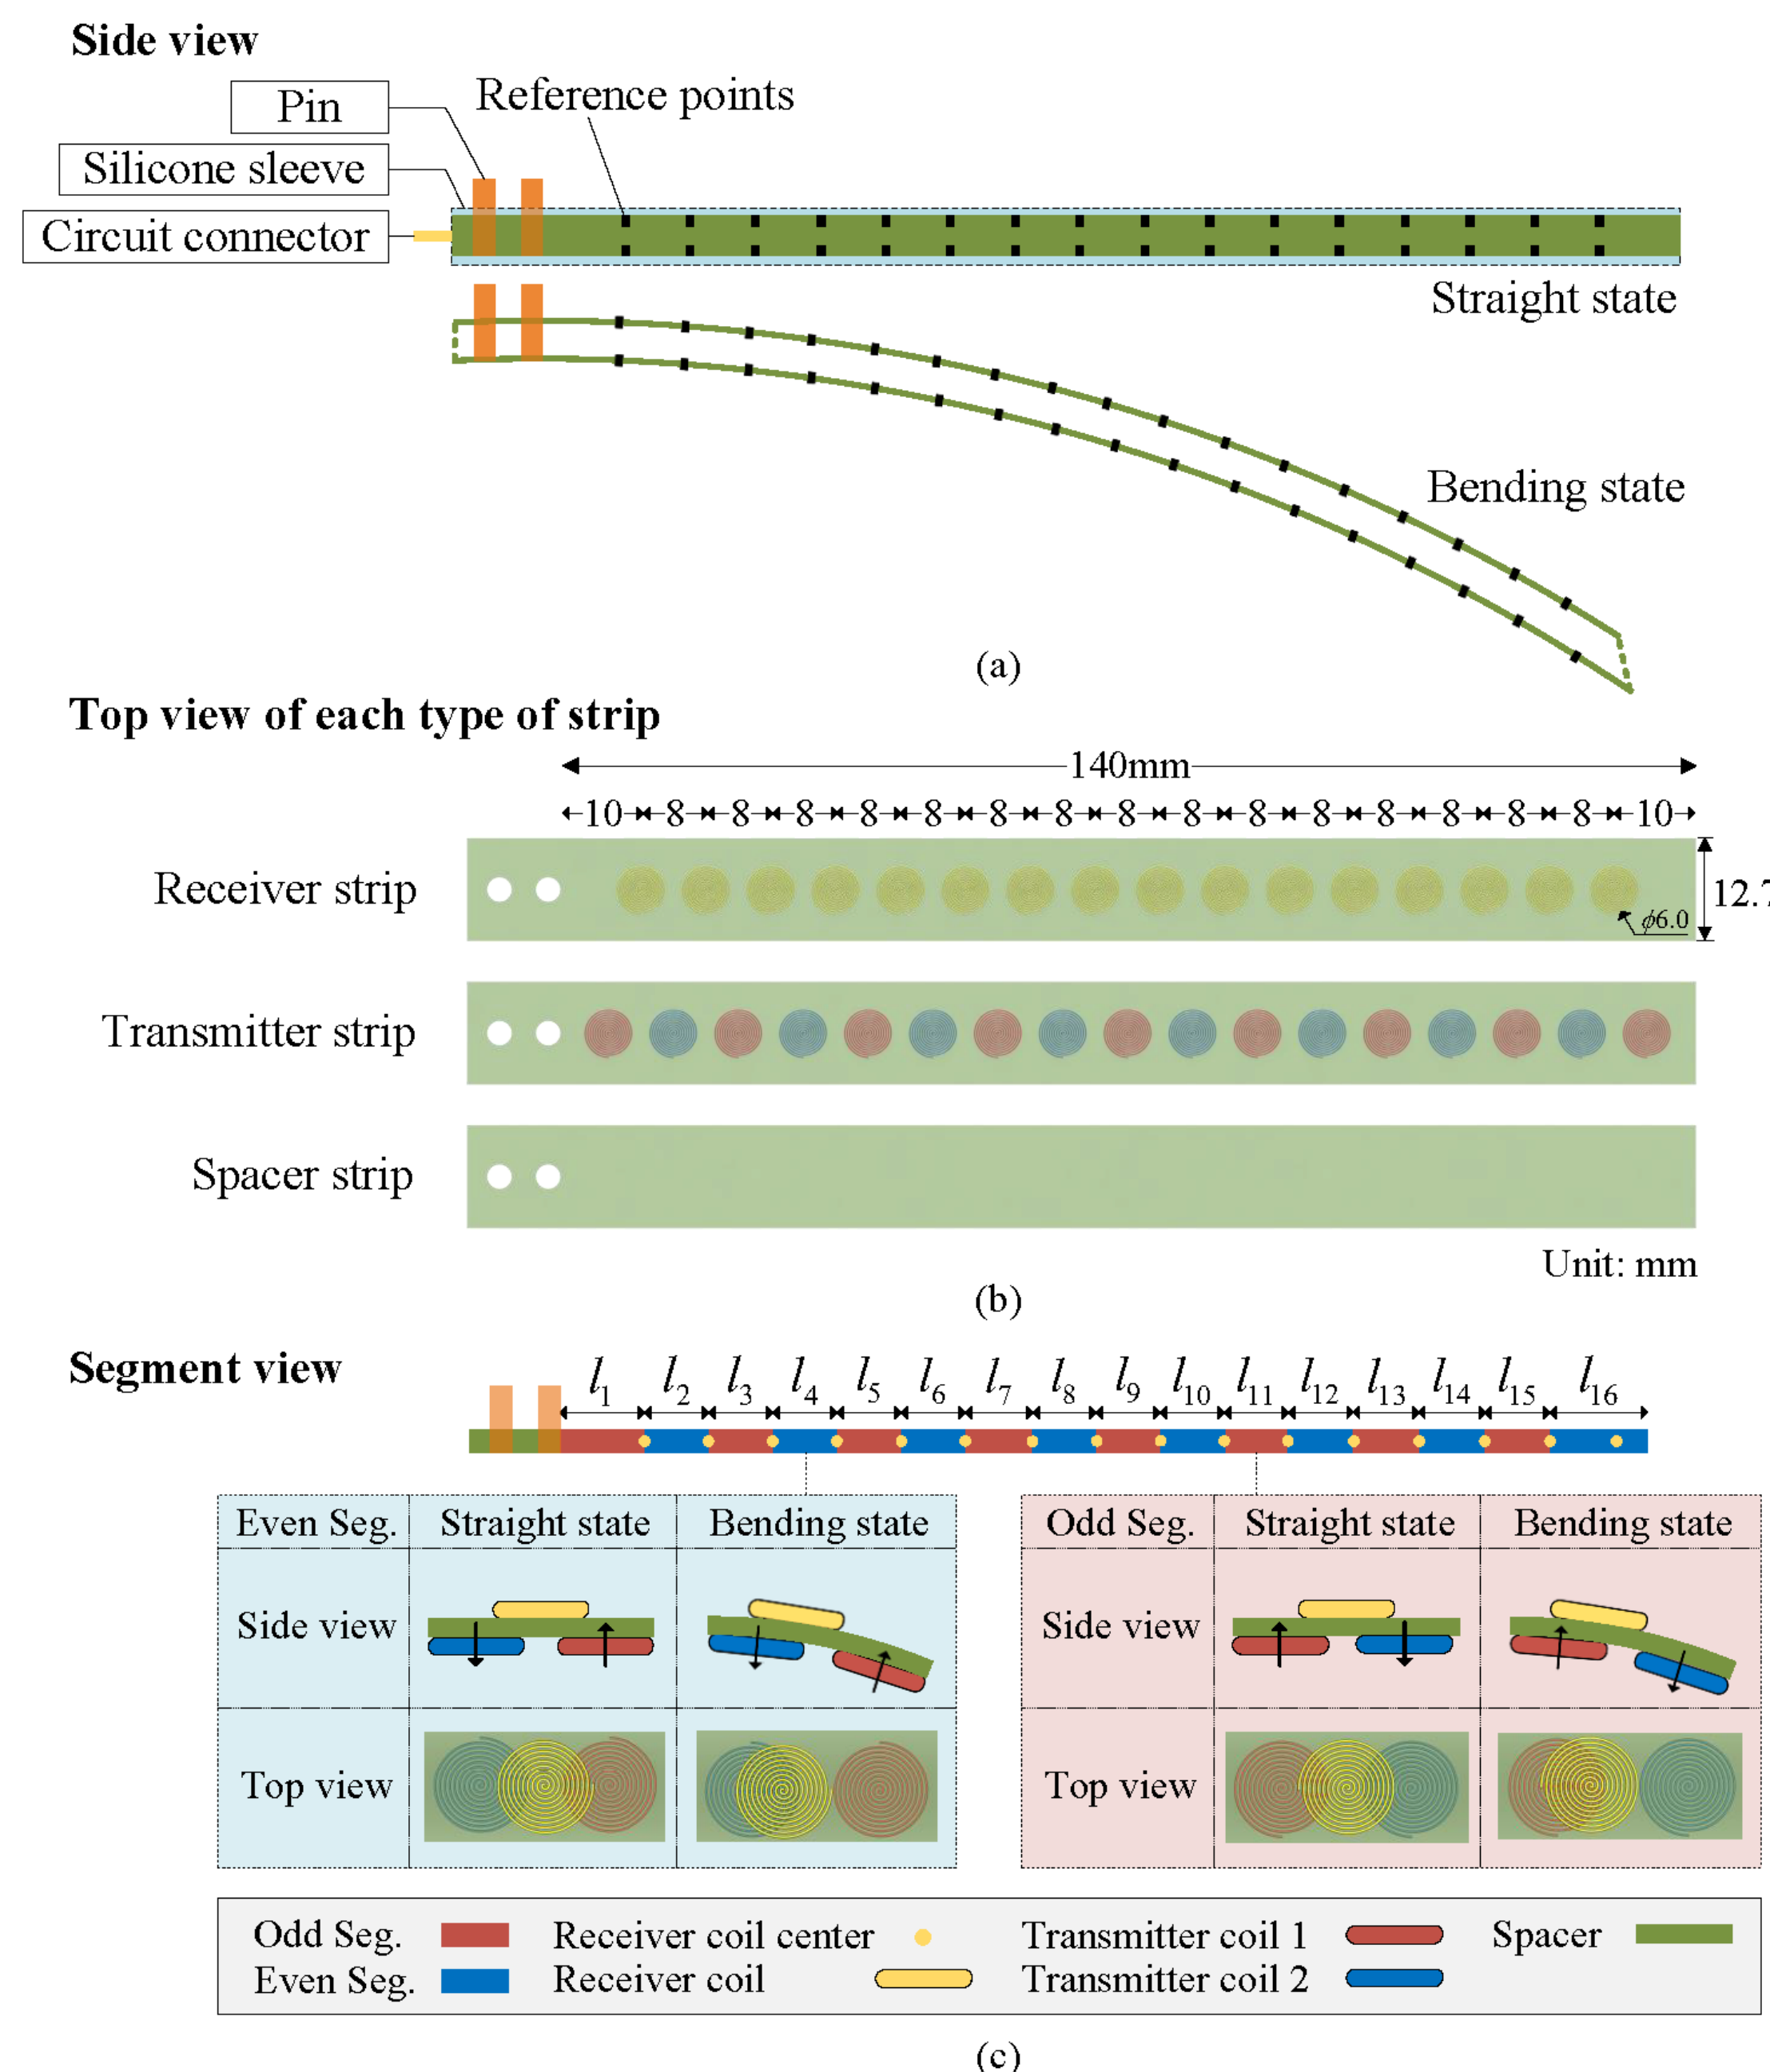 Side view
Pin
Reference points
Silicone sleeve
Circuit connector
Straight state
Bending state
(a)
Top view of each type of strip
140mm
10 8 8 8 8 8 8 8 8 8 8 8 8 8 8 8 10
Receiver strip
12.7
ϕ6.0
Transmitter strip
Spacer strip
Unit: mm
(b)
Segment view
l1 l2 l3 l4 l5 l6 l7 l8 l9 l10 l11 l12 l13 l14 l15 l16
Even Seg. Straight state Bending state
Side view
Top view
Odd Seg. Straight state Bending state
Side view
Top view
Odd Seg. Receiver coil center Transmitter coil 1 Spacer
Even Seg. Receiver coil Transmitter coil 2
(c)